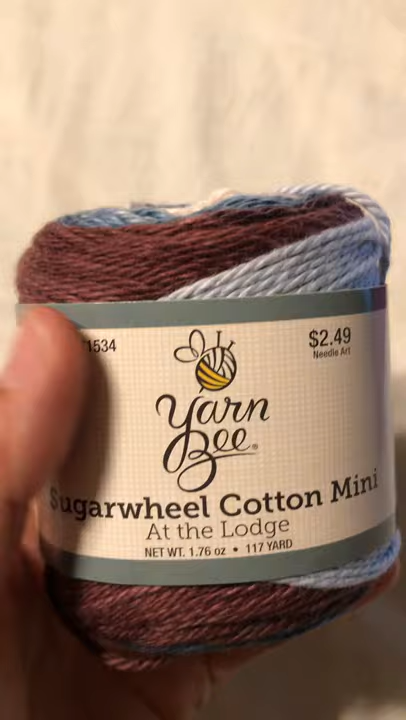 1534
$2.49
Needle Art
Yarn
Bee®
Sugarwheel Cotton Mini
At the Lodge
NET WT. 1.76 oz • 117 YARD